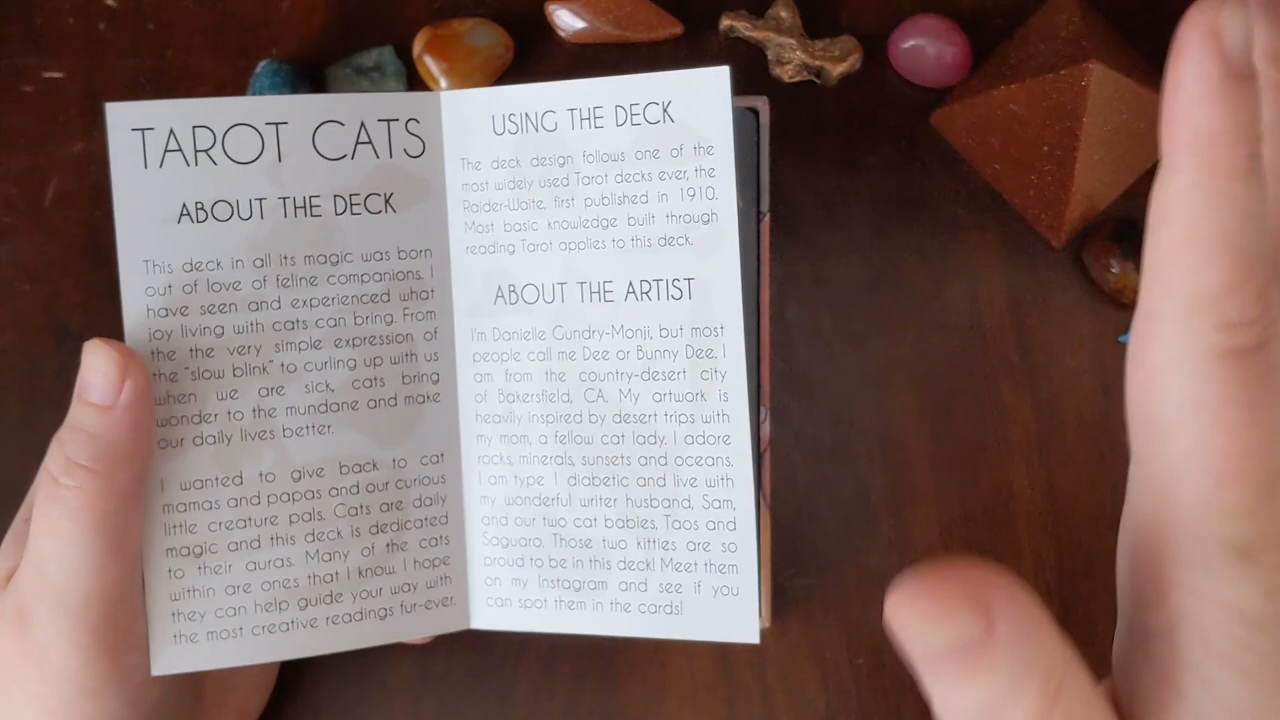 TAROT CATS
ABOUT THE DECK
This deck in all its magic was born
out of love of feline companions. I
have seen and experienced what
joy living with cats can bring. From
the the very simple expression of
the "slow blink" to curling up with us
when we are sick, cats bring
wonder to the mundane and make
our daily lives better.
I wanted to give back to cat
mamas and papas and our curious
little creature pals. Cats are daily
magic and this deck is dedicated
to their auras. Many of the cats
within are ones that I know. I hope
they can help guide your way with
the most creative readings fur-ever.
USING THE DECK
The deck design follows one of the
most widely used Tarot decks ever, the
Raider-Waite, first published in 1910.
Most basic knowledge built through
reading Tarot applies to this deck.
ABOUT THE ARTIST
I'm Danielle Gundry-Monji, but most
people call me Dee or Bunny Dee. I
am from the country-desert city
of Bakersfield, CA. My artwork is
heavily inspired by desert trips with
my mom, a fellow cat lady. I adore
rocks, minerals, sunsets and oceans.
I am type 1 diabetic and live with
my wonderful writer husband, Sam,
and our two cat babies, Taos and
Saguaro. Those two kitties are so
proud to be in this deck! Meet them
on my Instagram and see if you
can spot them in the cards!